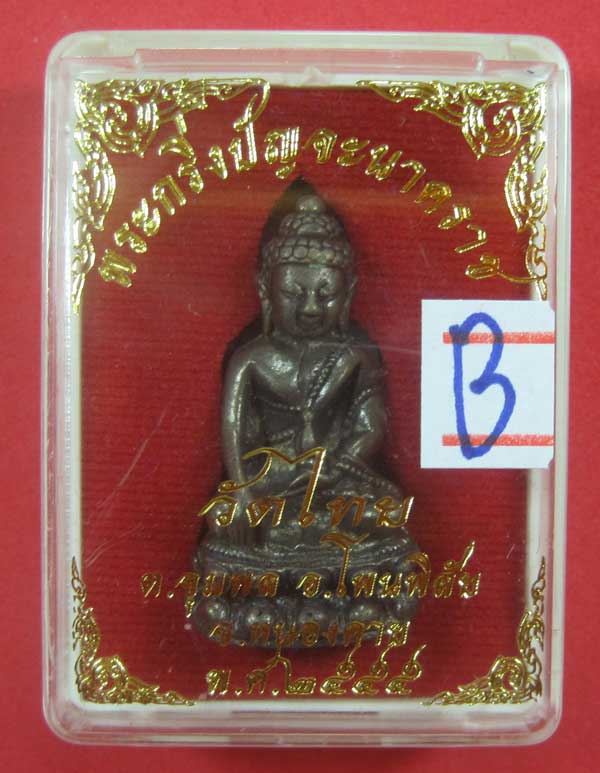 พระกริ่งปัญจะนาคราช
B
วัดไทย
ต.จุมพล อ.โพนพิสัย
จ.หนองคาย
พ.ศ.๒๕๔๕